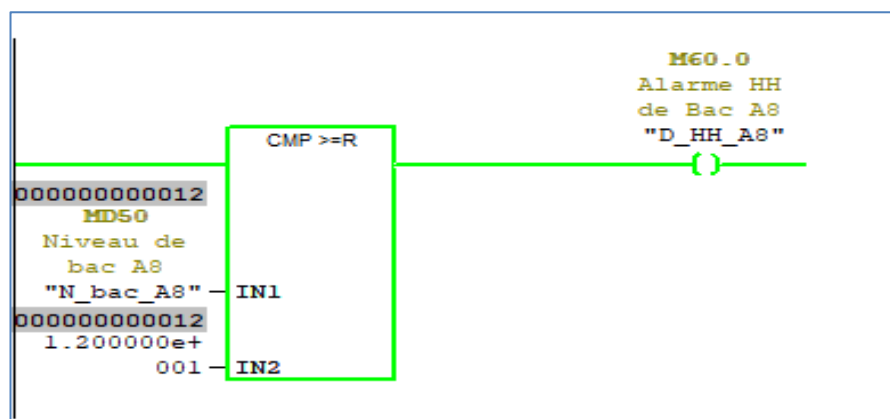 M60.0
Alarme HH
de Bac A8
"D_HH_A8"
CMP >=R
( )
000000000012
MD50
Niveau de
bac A8
"N_bac_A8"
IN1
000000000012
1.200000e+
001
IN2